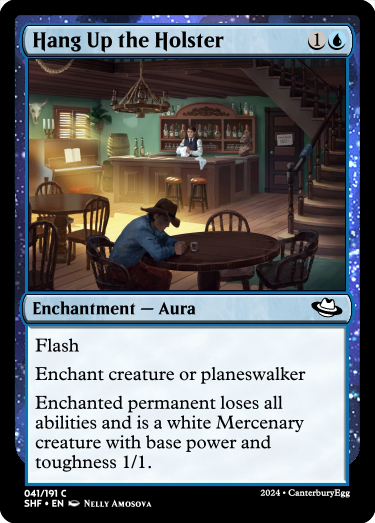 Hang Up the Holster
1
Enchantment — Aura
Flash
Enchant creature or planeswalker
Enchanted permanent loses all
abilities and is a white Mercenary
creature with base power and
toughness 1/1.
041/191 C
SHF • EN Nelly Amosova
2024 • CanterburyEgg